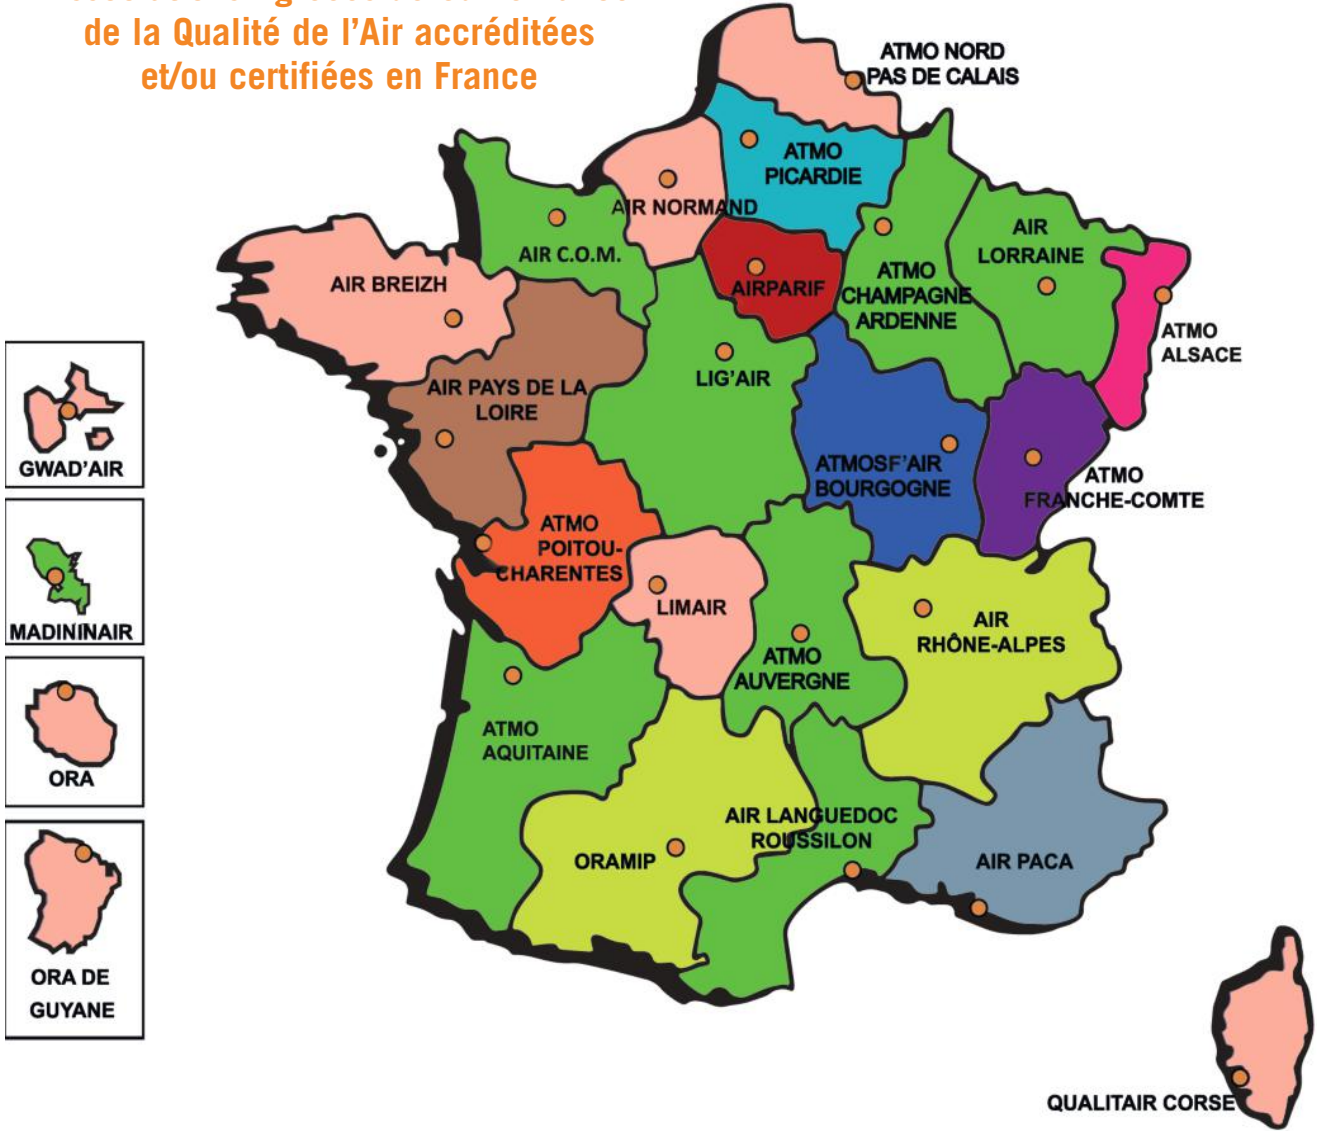 de la Qualité de l'Air accréditées
et/ou certifiées en France
ATMO NORD
PAS DE CALAIS
ATMO
PICARDIE
AIR NORMAND
AIR C.O.M.
AIRPARIF
ATMO
CHAMPAGNE
ARDENNE
AIR
LORRAINE
ATMO
ALSACE
AIR BREIZH
AIR PAYS DE LA
LOIRE
LIG'AIR
ATMOSF'AIR
BOURGOGNE
ATMO
FRANCHE-COMTE
ATMO
POITOU-
CHARENTES
LIMAIR
ATMO
AUVERGNE
AIR
RHÔNE-ALPES
ATMO
AQUITAINE
ORAMIP
AIR LANGUEDOC
ROUSSILON
AIR PACA
QUALITAIR CORSE
GWAD'AIR
MADININAIR
ORA
ORA DE
GUYANE